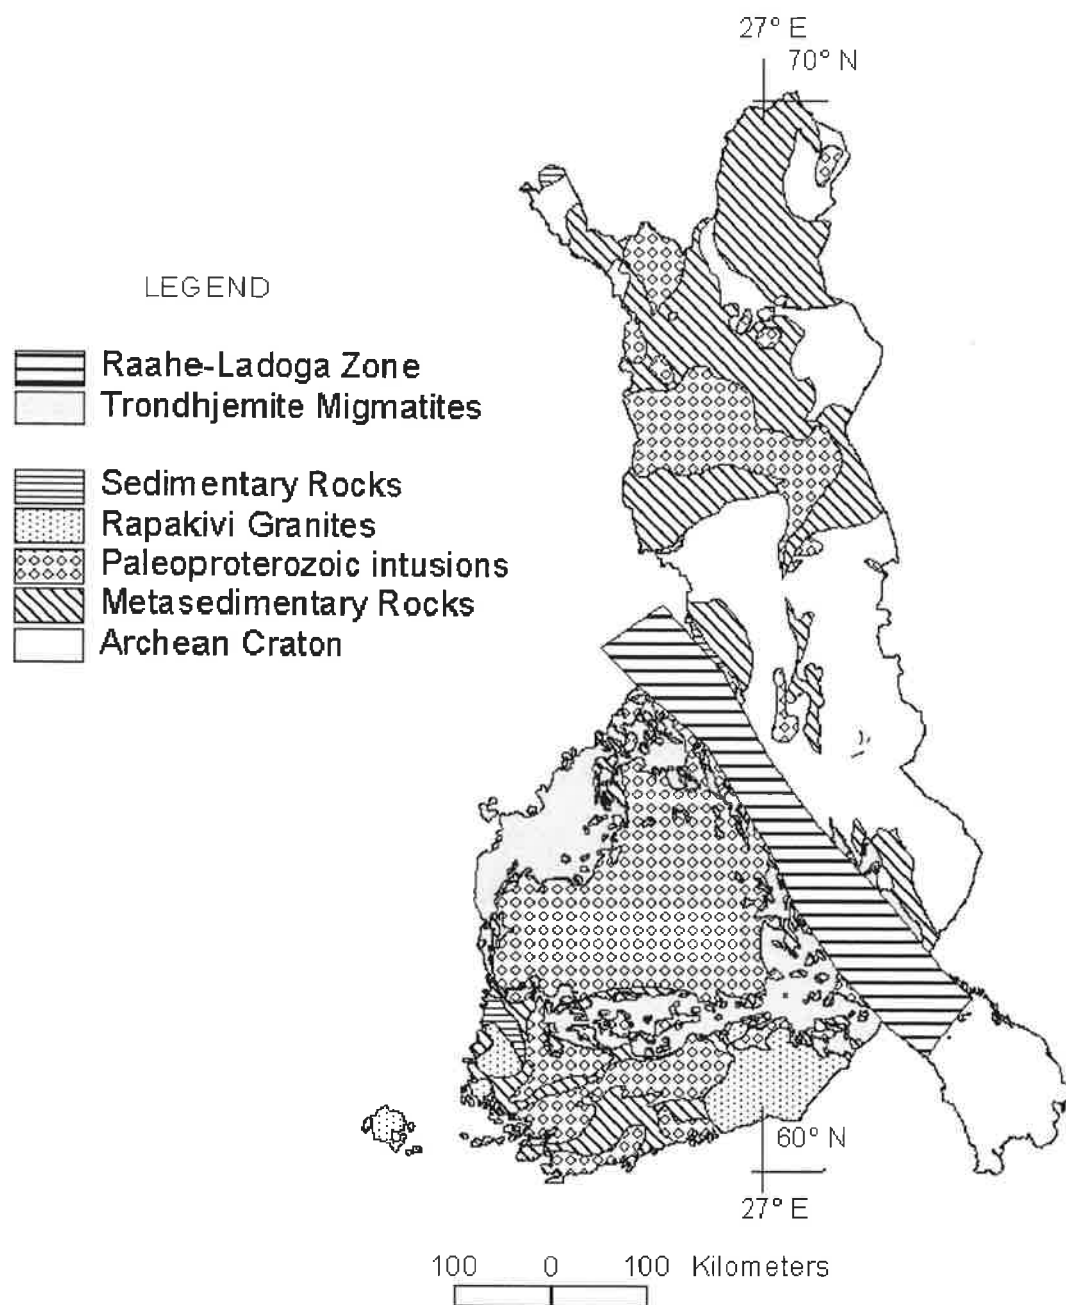 27° E
70° N
LEGEND
Raahe-Ladoga Zone
Trondhjemite Migmatites
Sedimentary Rocks
Rapakivi Granites
Paleoproterozoic intusions
Metasedimentary Rocks
Archean Craton
60° N
27° E
100 0 100 Kilometers